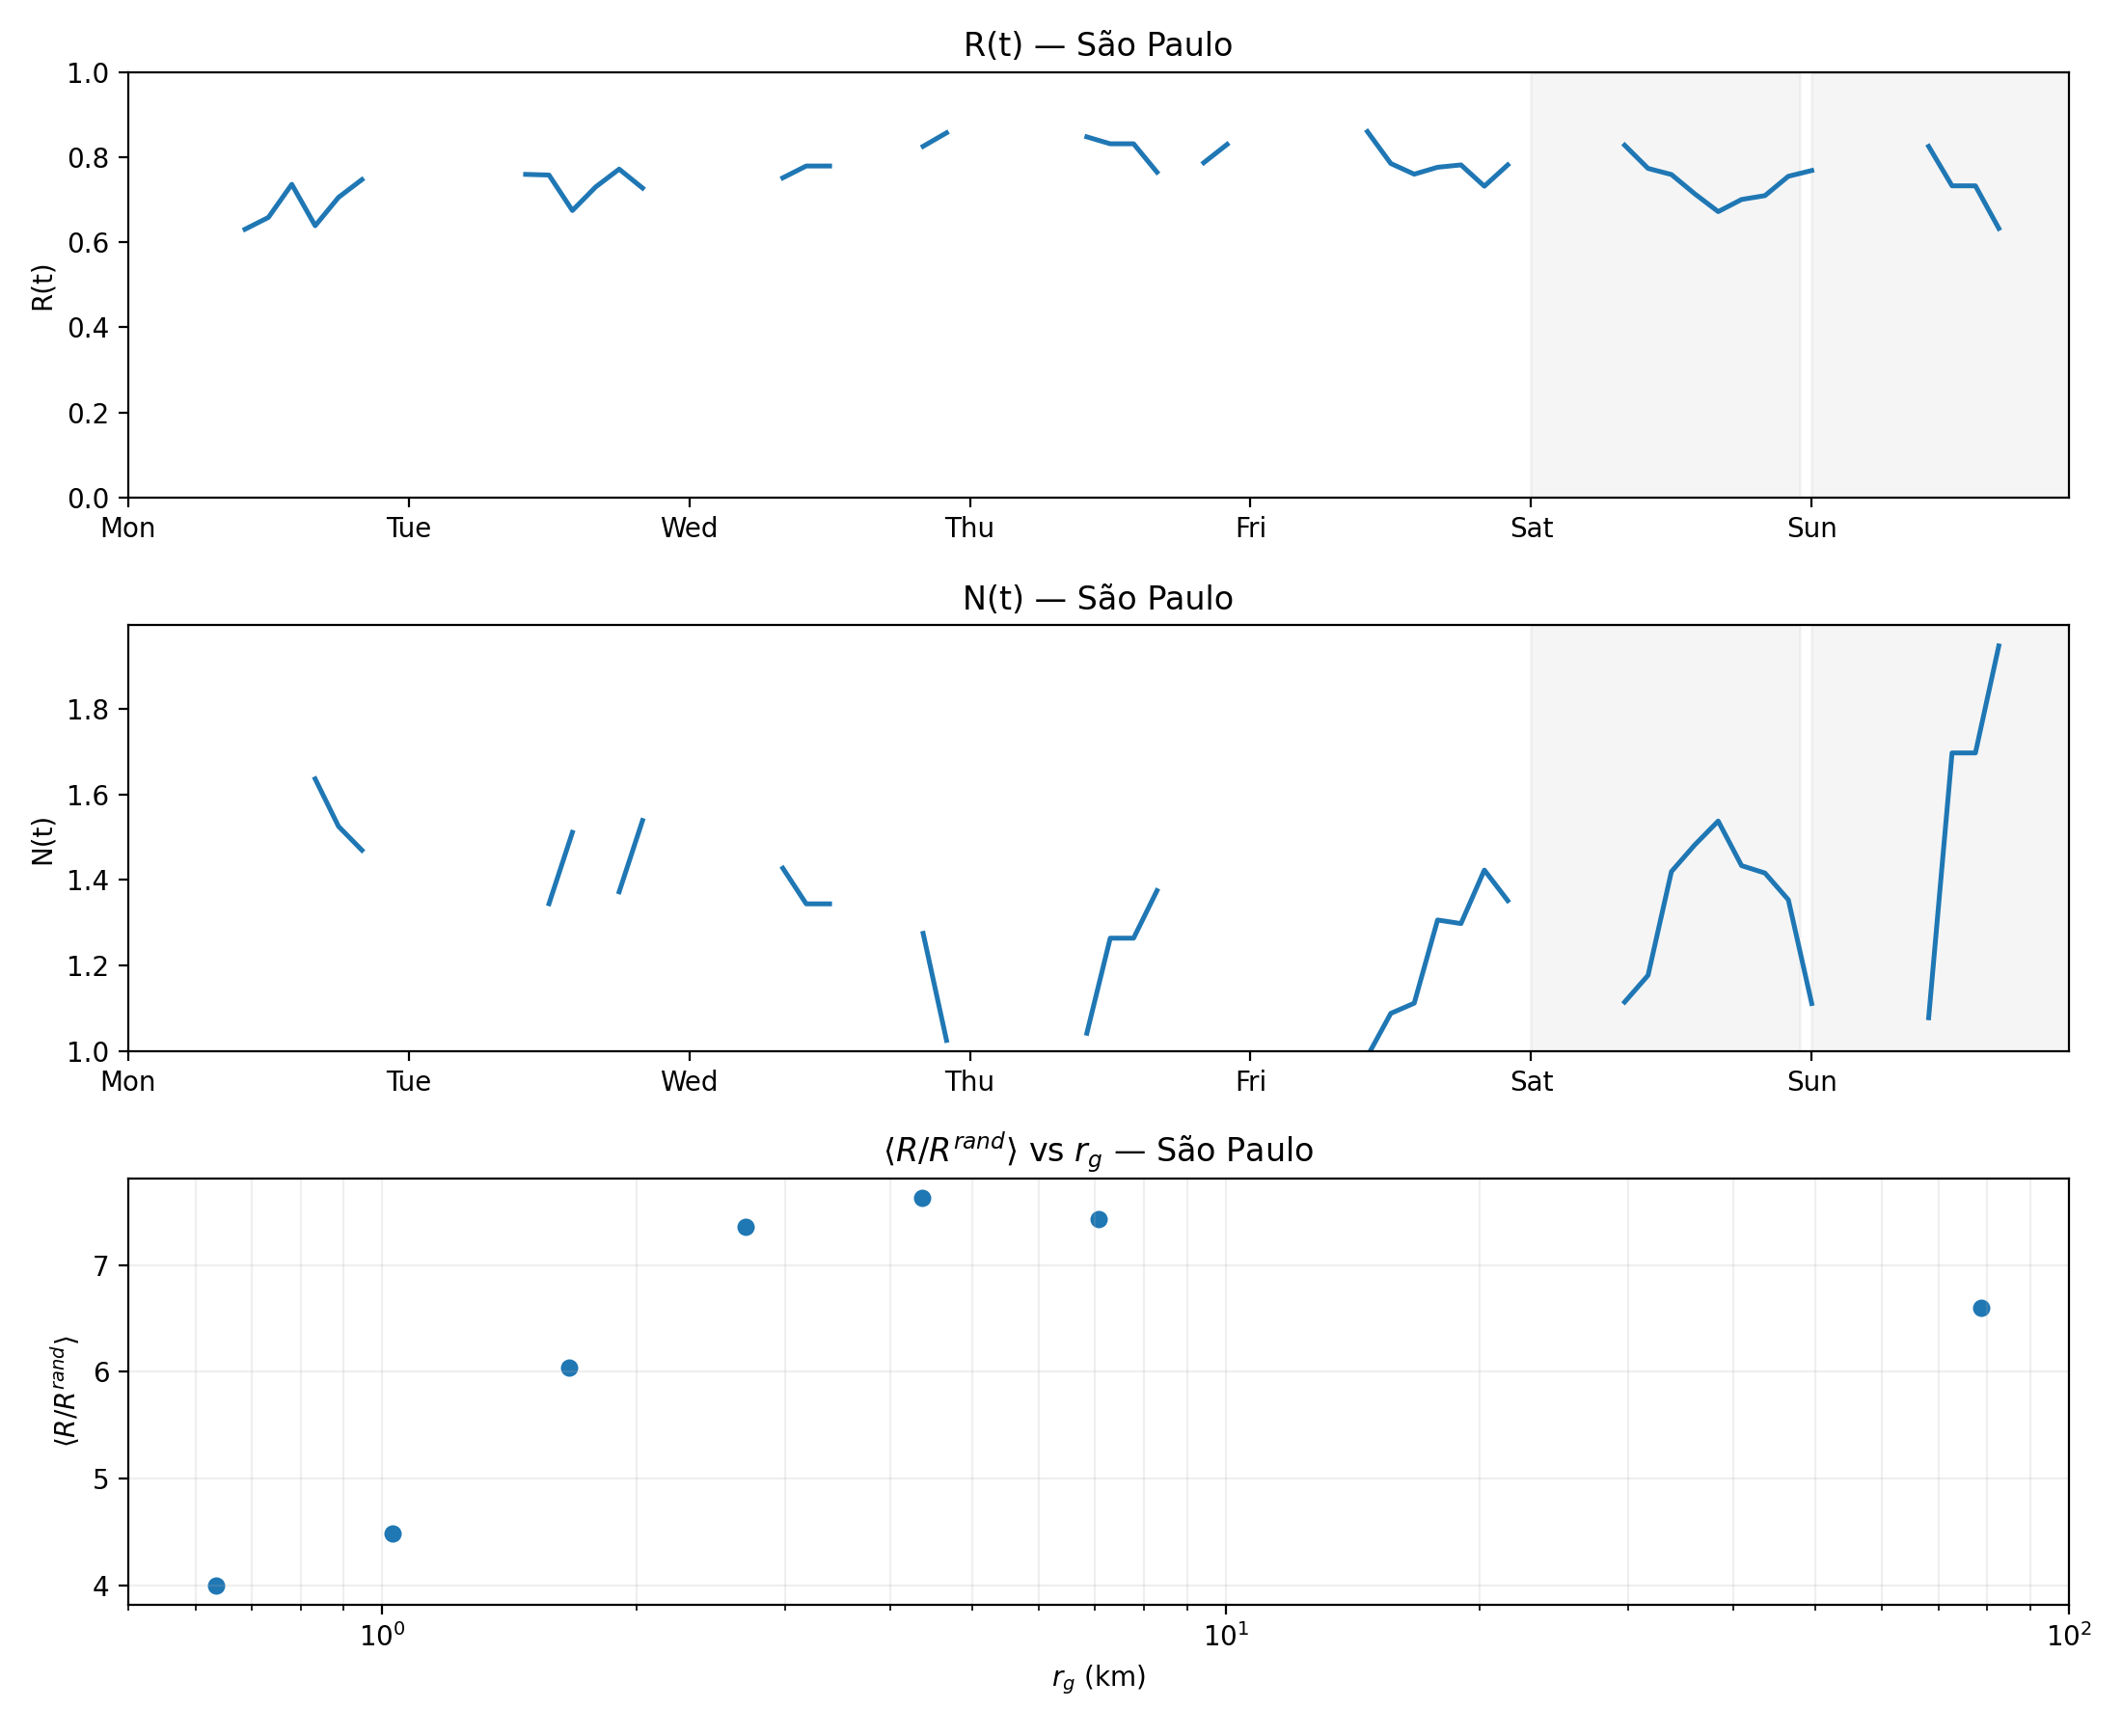 R(t) — São Paulo
1.0
0.8
0.6
0.4
0.2
0.0
R(t)
Mon Tue Wed Thu Fri Sat Sun
N(t) — São Paulo
1.8
1.6
1.4
1.2
1.0
N(t)
Mon Tue Wed Thu Fri Sat Sun
⟨R/R^rand⟩ vs r_g — São Paulo
7
6
5
4
⟨R/R^rand⟩
10^0 10^1 10^2
r_g (km)